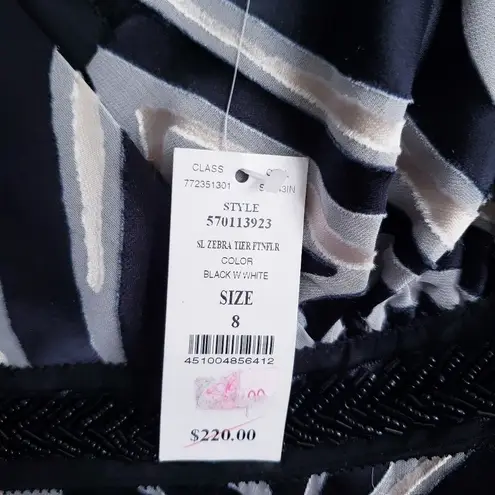 CLASS
772351301
STYLE
570113923
SL ZEBRA TIER FTNFLR
COLOR
BLACK W WHITE
SIZE
8
451004856412
$220.00